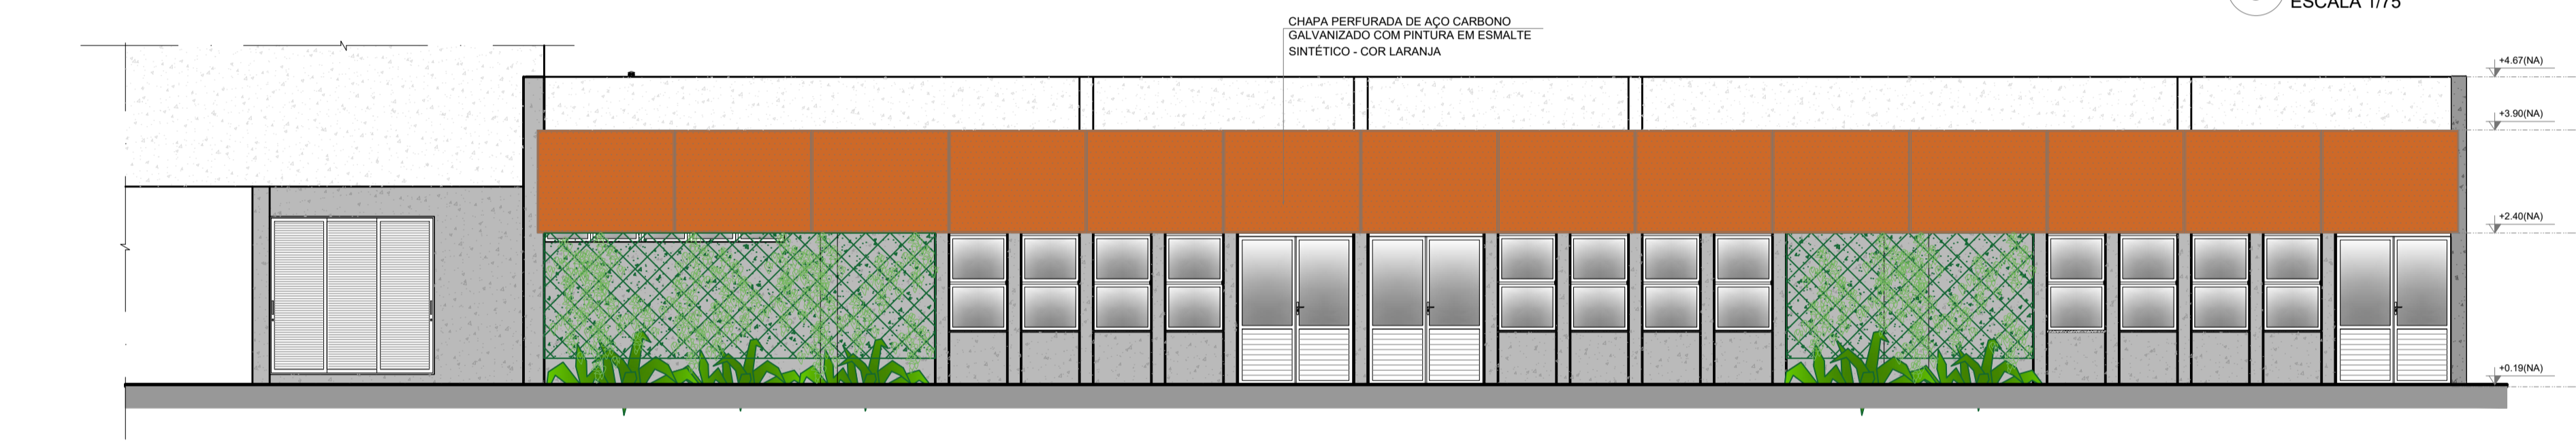 ESCALA 1/75
CHAPA PERFURADA DE AÇO CARBONO
GALVANIZADO COM PINTURA EM ESMALTE
SINTÉTICO - COR LARANJA
+4.67(NA)
+3.90(NA)
+2.40(NA)
+0.19(NA)